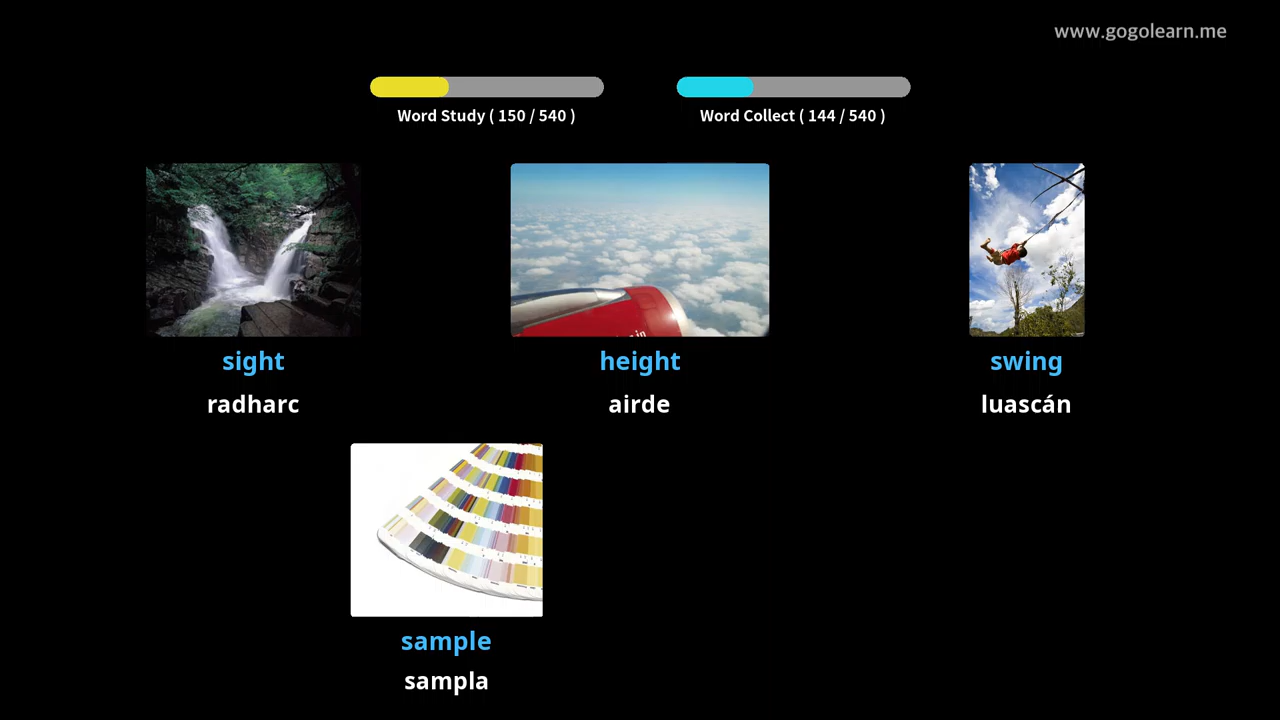 www.gogolearn.me
Word Study ( 150 / 540 )
Word Collect ( 144 / 540 )
sight
radharc
height
airde
swing
luascán
sample
sampla